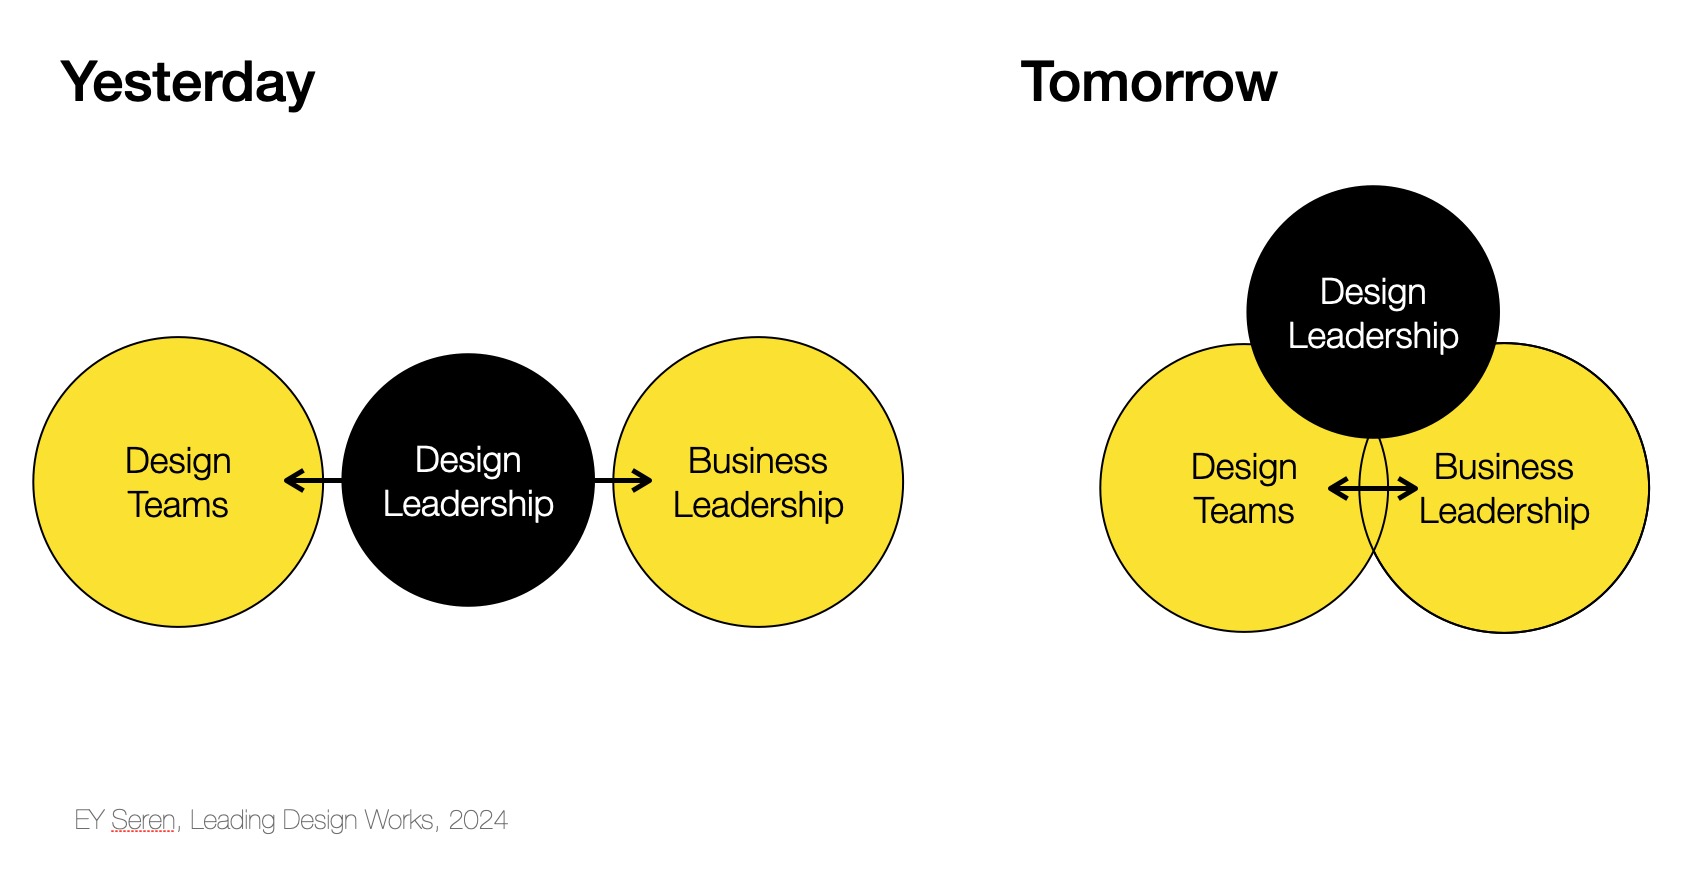 Yesterday
Design
Teams
Design
Leadership
Business
Leadership
Tomorrow
Design
Leadership
Design
Teams
Business
Leadership
EY Seren, Leading Design Works, 2024